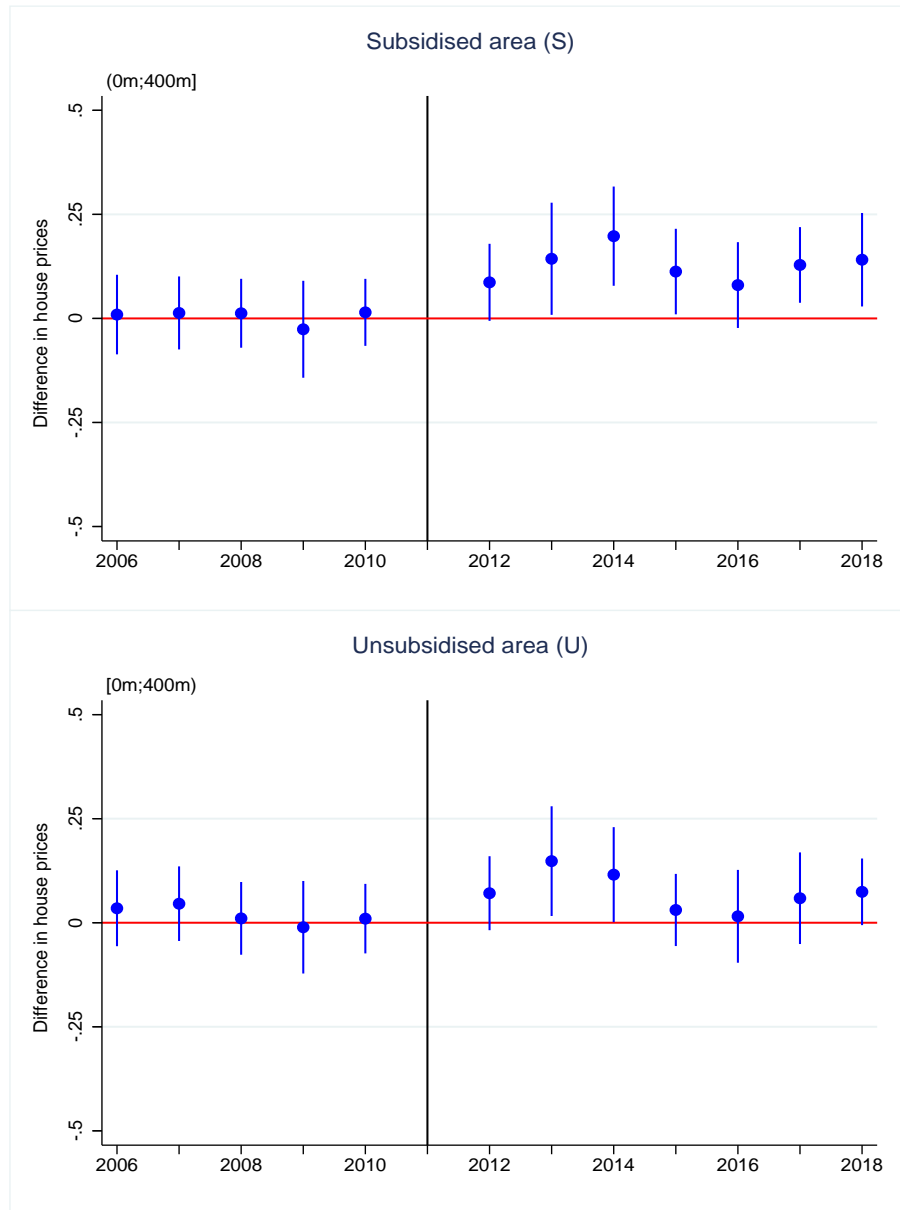 Subsidised area (S)
(0m;400m]
Difference in house prices
.5
.25
0
-.25
-.5
2006 2008 2010 2012 2014 2016 2018
Unsubsidised area (U)
[0m;400m)
Difference in house prices
.5
.25
0
-.25
-.5
2006 2008 2010 2012 2014 2016 2018